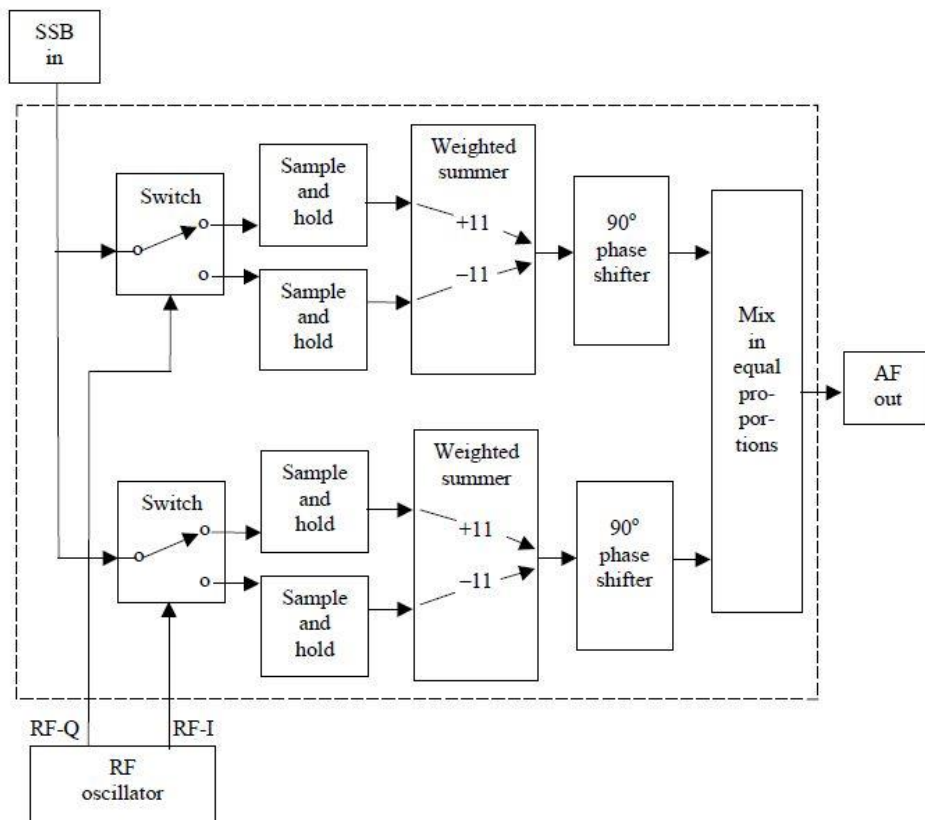 SSB
in
Switch
Sample
and
hold
Sample
and
hold
Weighted
summer
+11
−11
90°
phase
shifter
Switch
Sample
and
hold
Sample
and
hold
Weighted
summer
+11
−11
90°
phase
shifter
Mix
in
equal
pro-
por-
tions
AF
out
RF-Q
RF-I
RF
oscillator